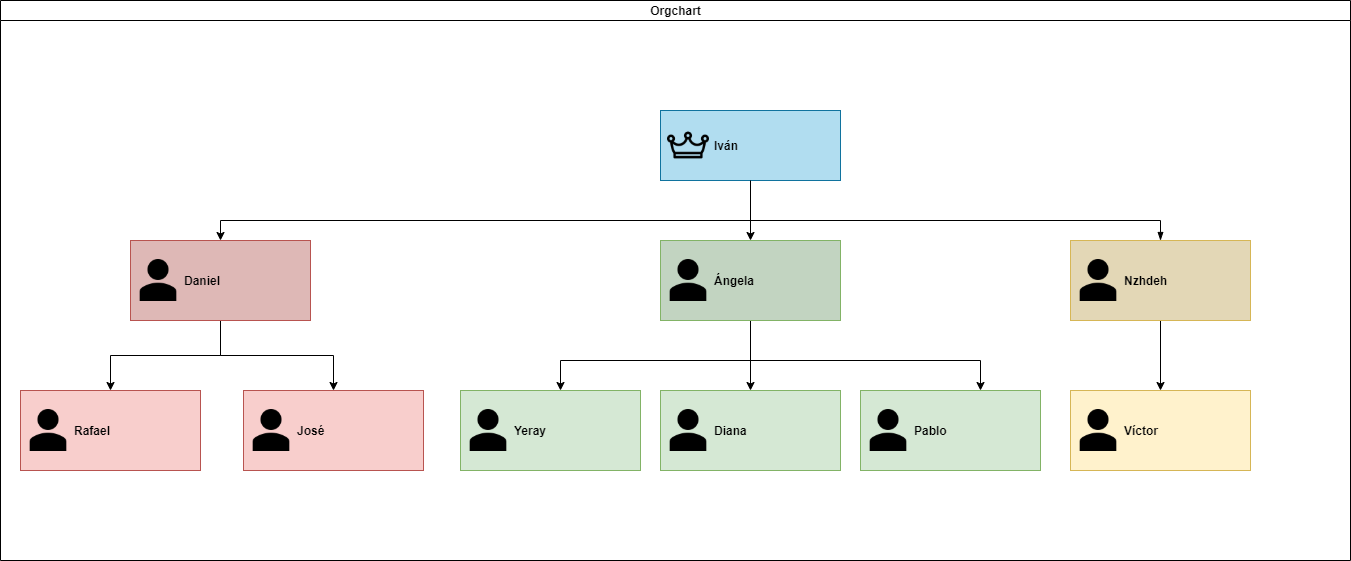 Orgchart
Iván
Daniel
Ángela
Nzhdeh
Rafael
José
Yeray
Diana
Pablo
Víctor